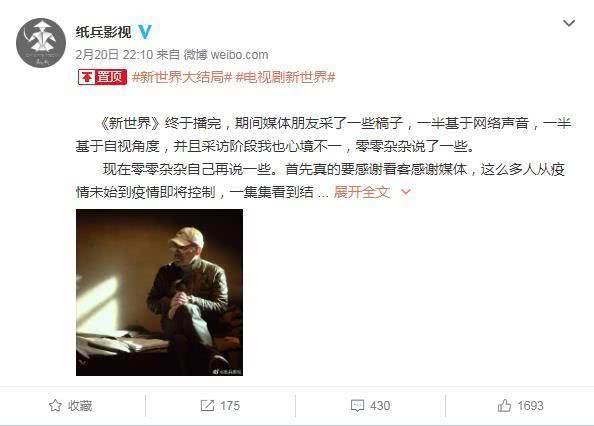 纸兵影视
2月20日 22:10 来自 微博 weibo.com
置顶 #新世界大结局# #电视剧新世界#
《新世界》终于播完，期间媒体朋友采了一些稿子，一半基于网络声音，一半
基于自视角度，并且采访阶段我也心境不一，零零杂杂说了一些。
现在零零杂杂自己再说一些。首先真的要感谢看客感谢媒体，这么多人从疫
情未始到疫情即将控制，一集集看到结 ... 展开全文
@纸兵影视
收藏
175
430
1693